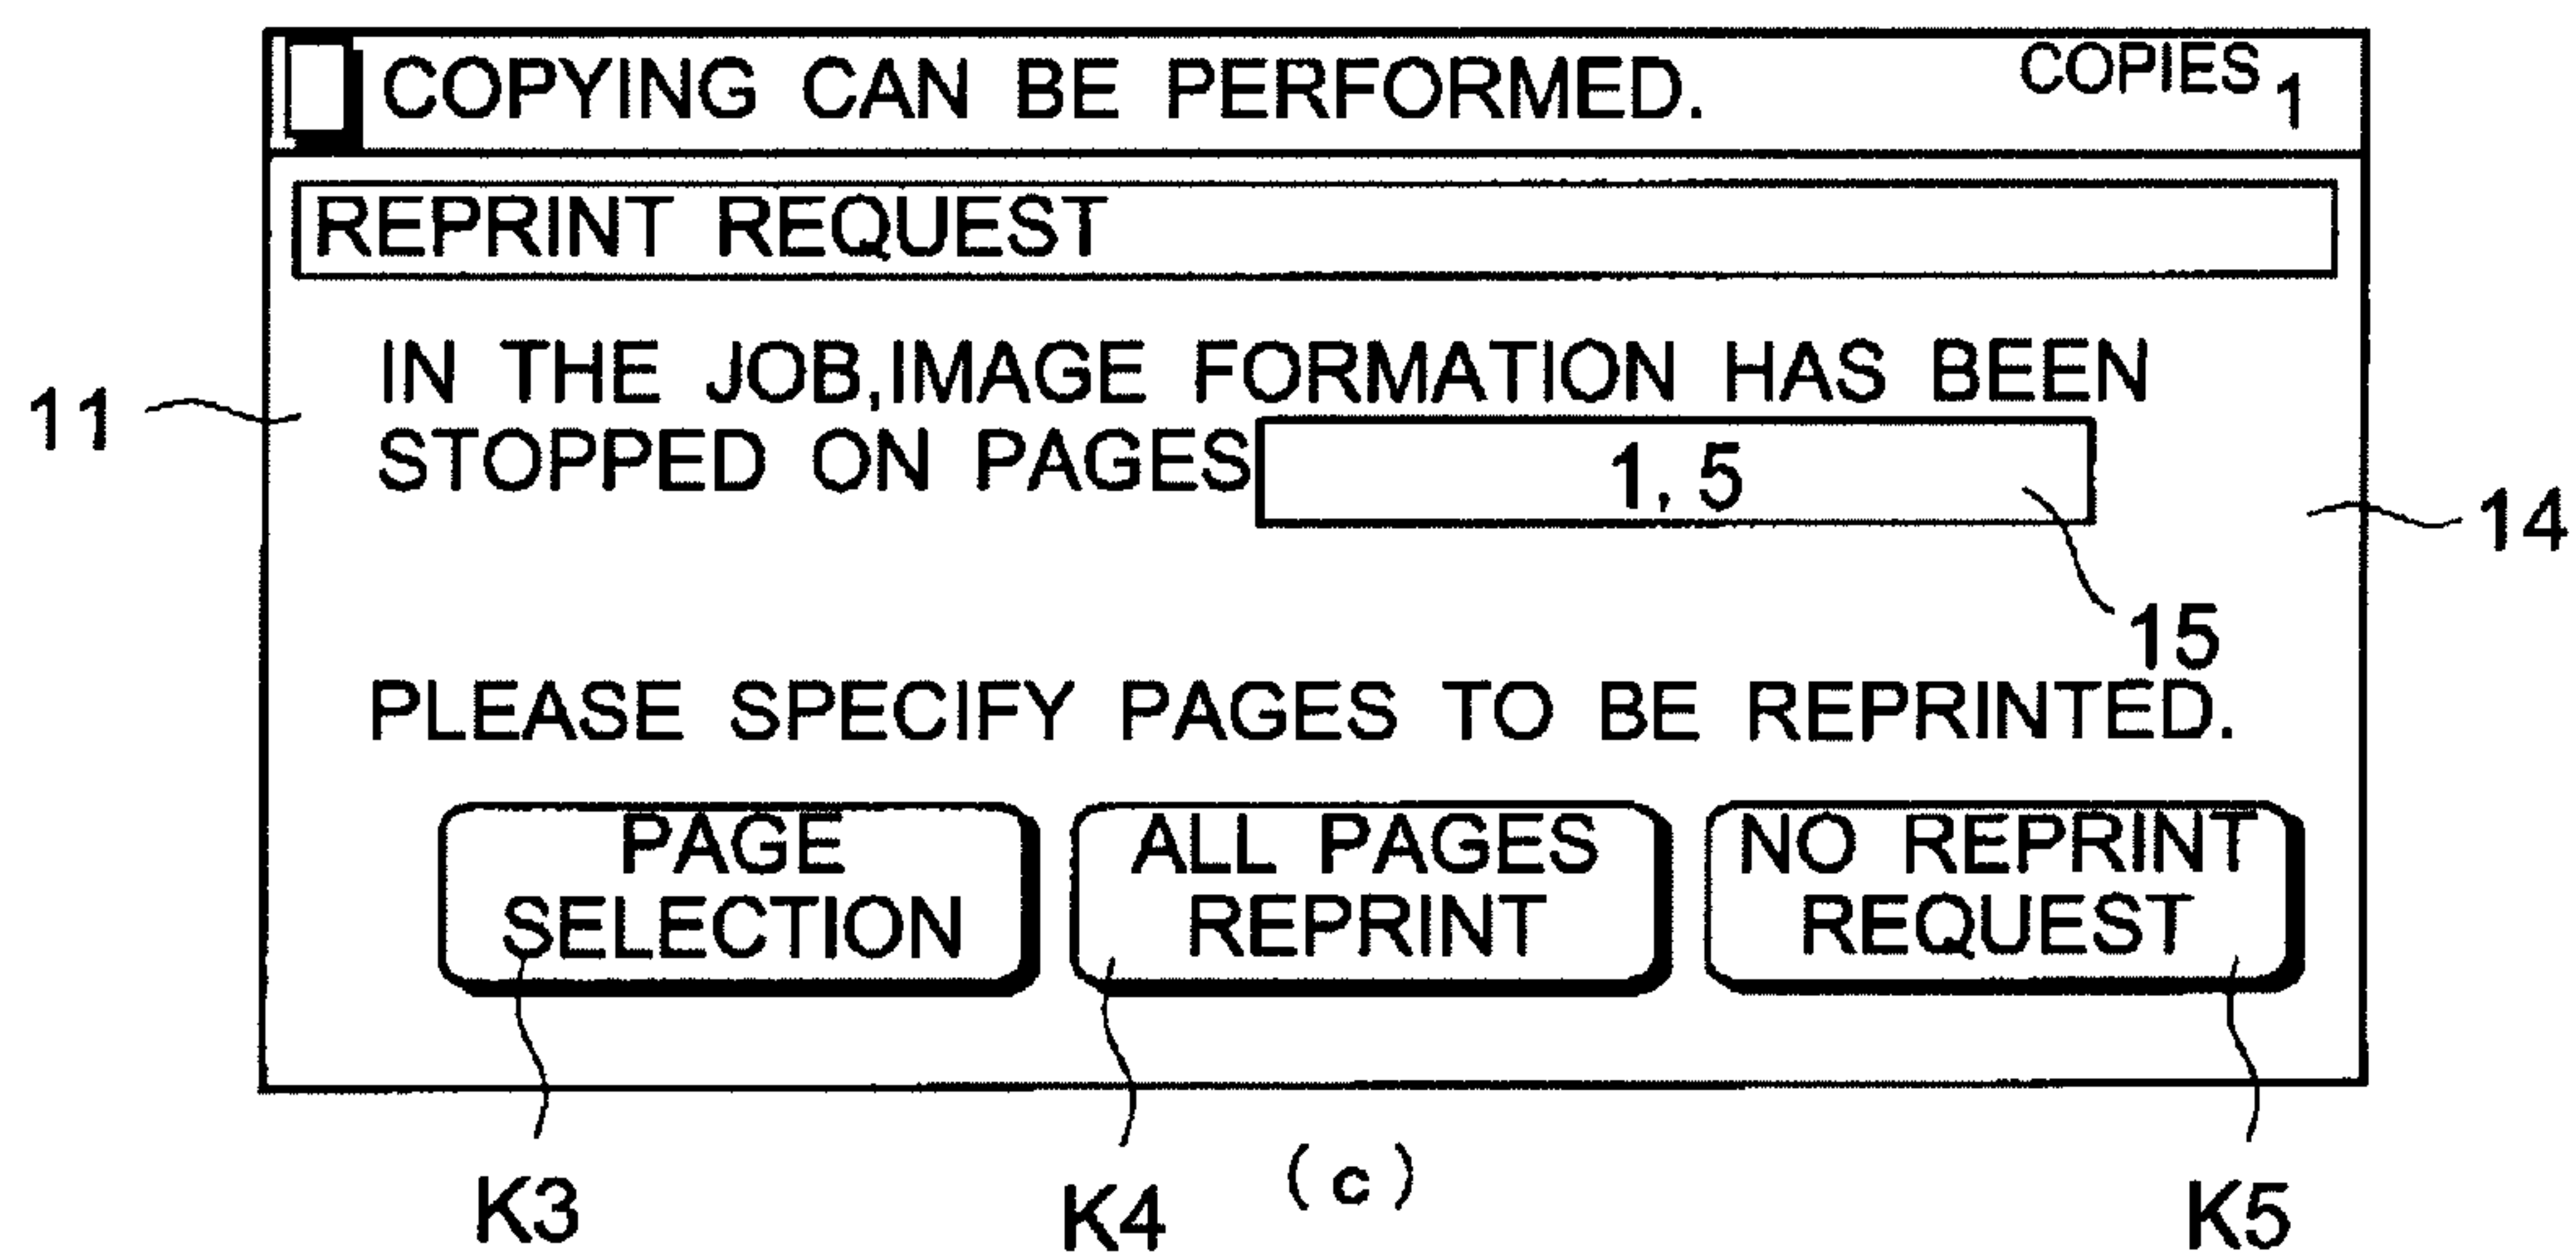 COPYING CAN BE PERFORMED. COPIES 1
REPRINT REQUEST
IN THE JOB,IMAGE FORMATION HAS BEEN
11
STOPPED ON PAGES 1, 5
14
15
PLEASE SPECIFY PAGES TO BE REPRINTED.
PAGE
SELECTION
ALL PAGES
REPRINT
NO REPRINT
REQUEST
K3
K4
(c)
K5